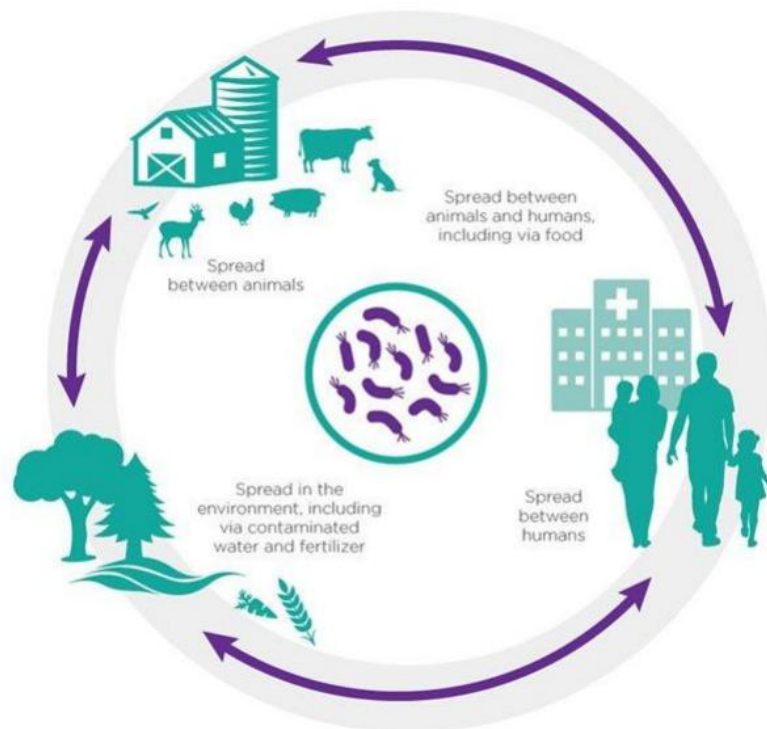 Spread between
animals and humans,
including via food
Spread
between animals
Spread in the
environment, including
via contaminated
water and fertilizer
Spread
between
humans